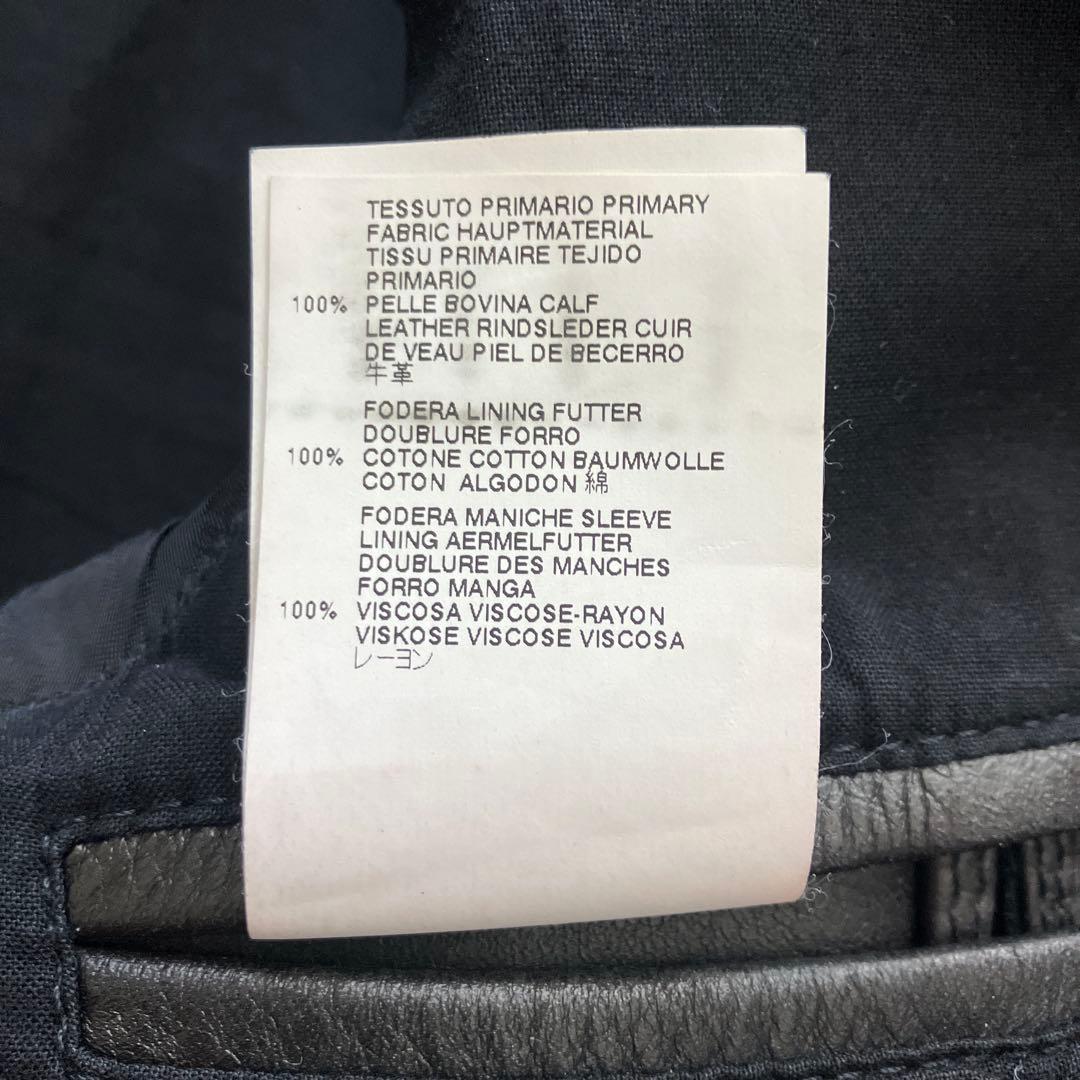 TESSUTO PRIMARIO PRIMARY
FABRIC HAUPTMATERIAL
TISSU PRIMAIRE TEJIDO
PRIMARIO
100% PELLE BOVINA CALF
LEATHER RINDSLEDER CUIR
DE VEAU PIEL DE BECERRO
牛革
FODERA LINING FUTTER
DOUBLURE FORRO
100% COTONE COTTON BAUMWOLLE
COTON ALGODON 綿
FODERA MANICHE SLEEVE
LINING AERMELFUTTER
DOUBLURE DES MANCHES
FORRO MANGA
100% VISCOSA VISCOSE-RAYON
VISKOSE VISCOSE VISCOSA
レーヨン